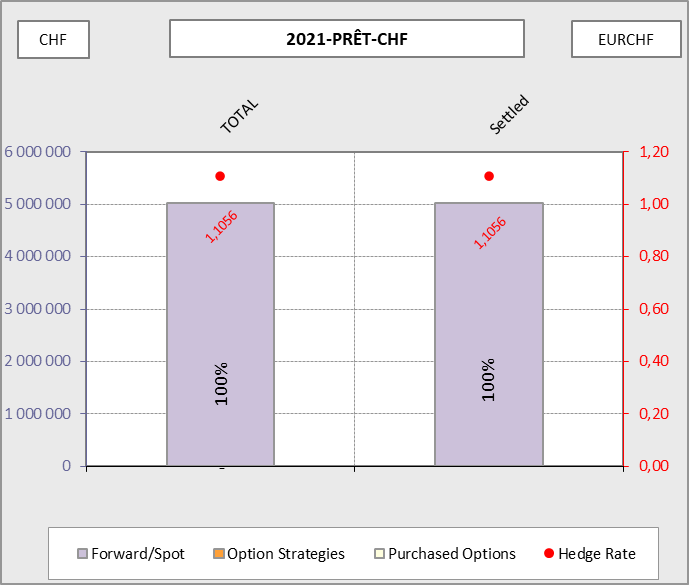 CHF
2021-PRÊT-CHF
EURCHF
TOTAL
Settled
6 000 000
1,20
5 000 000
1,00
4 000 000
0,80
3 000 000
0,60
2 000 000
0,40
1 000 000
0,20
0
0,00
1,1056
1,1056
100%
100%
-
Forward/Spot
Option Strategies
Purchased Options
Hedge Rate